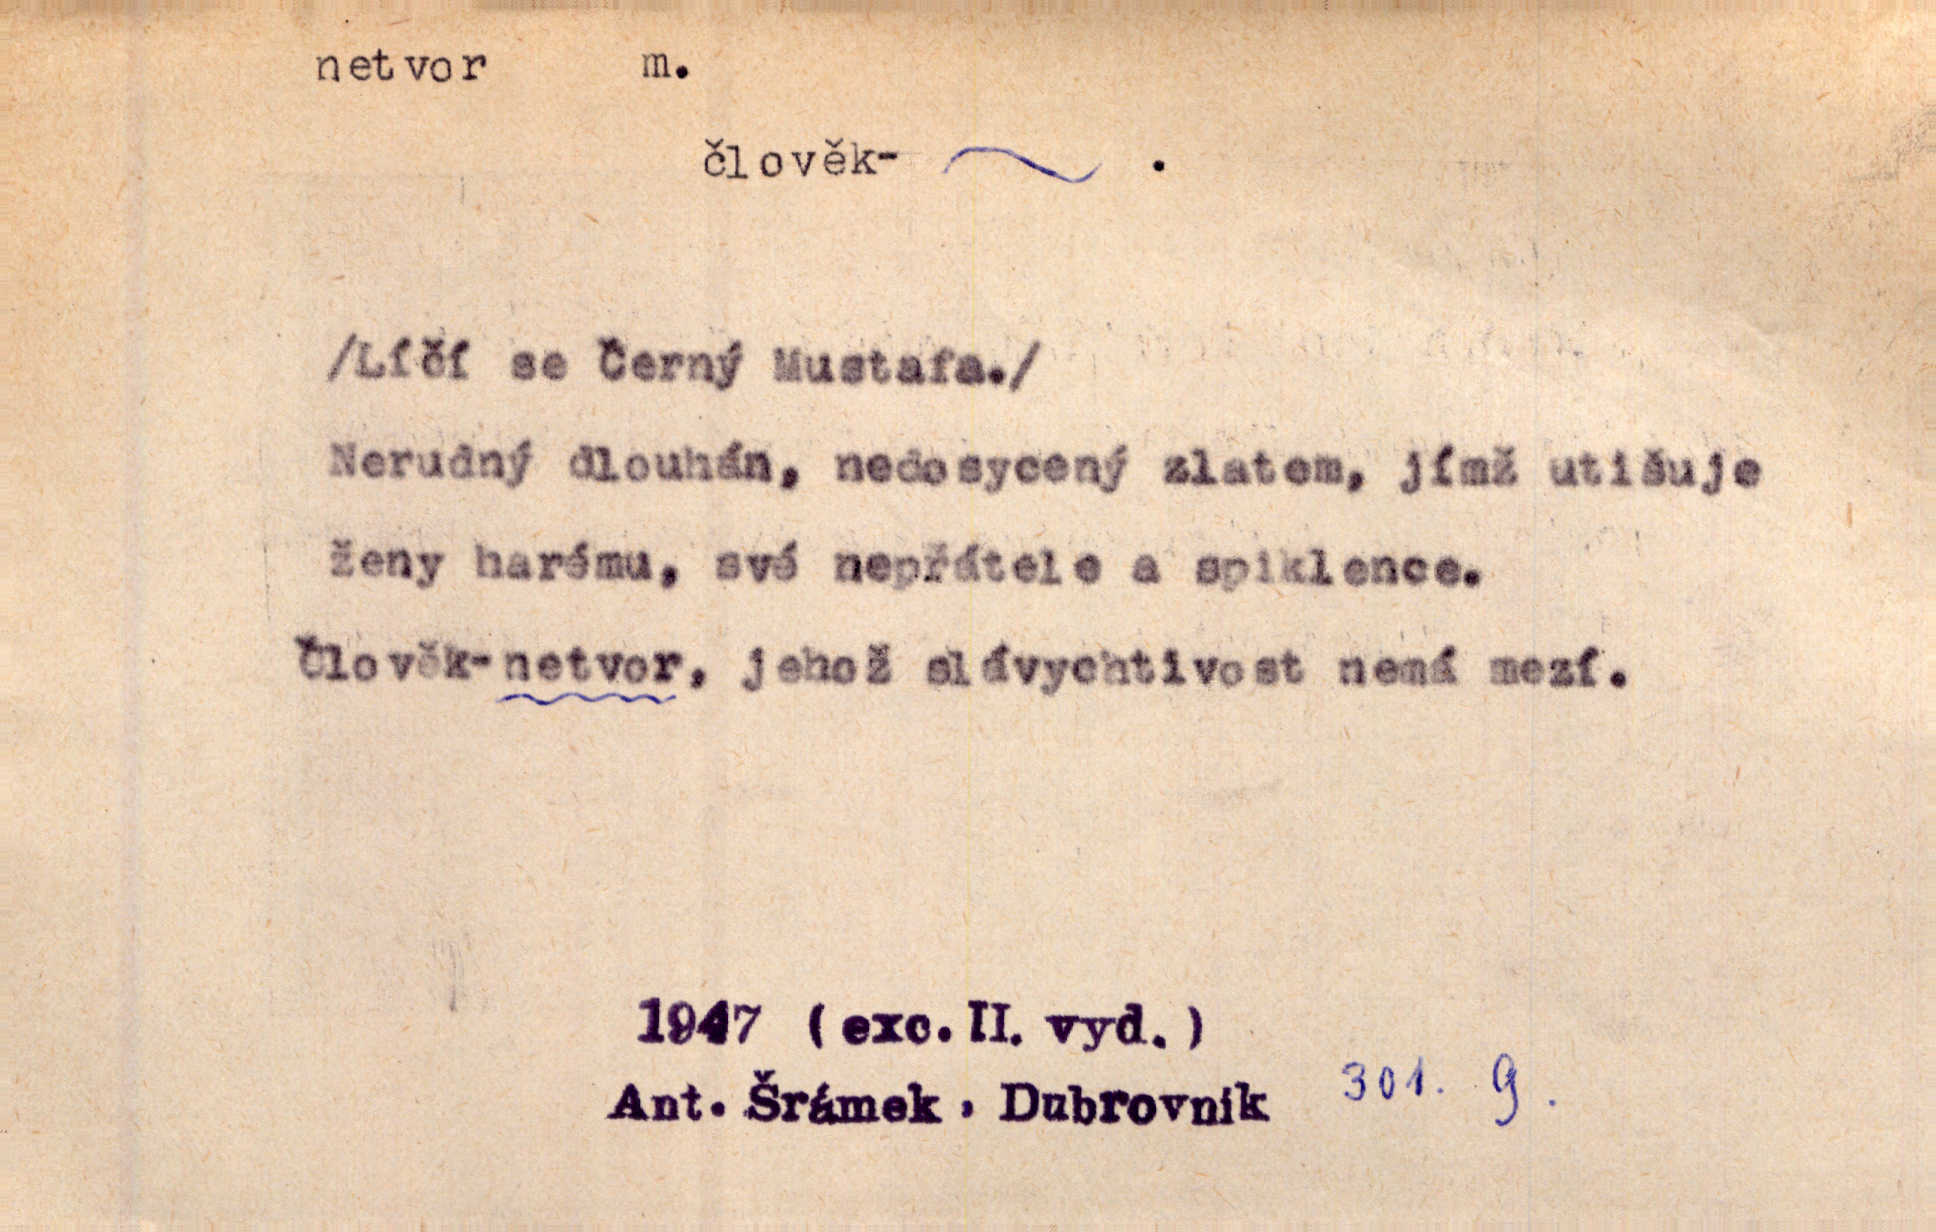 netvor m.
člověk- ~ .
/Líčí se Černý Mustafa./
Nerudný dlouhán, nedosycený zlatem, jímž utišuje
ženy harému, své nepřátele a spiklence.
Člověk-netvor, jehož slávychtivost nemá mezí.
1947 (exc. II. vyd.)
Ant. Šrámek, Dubrovnik 301. 9.